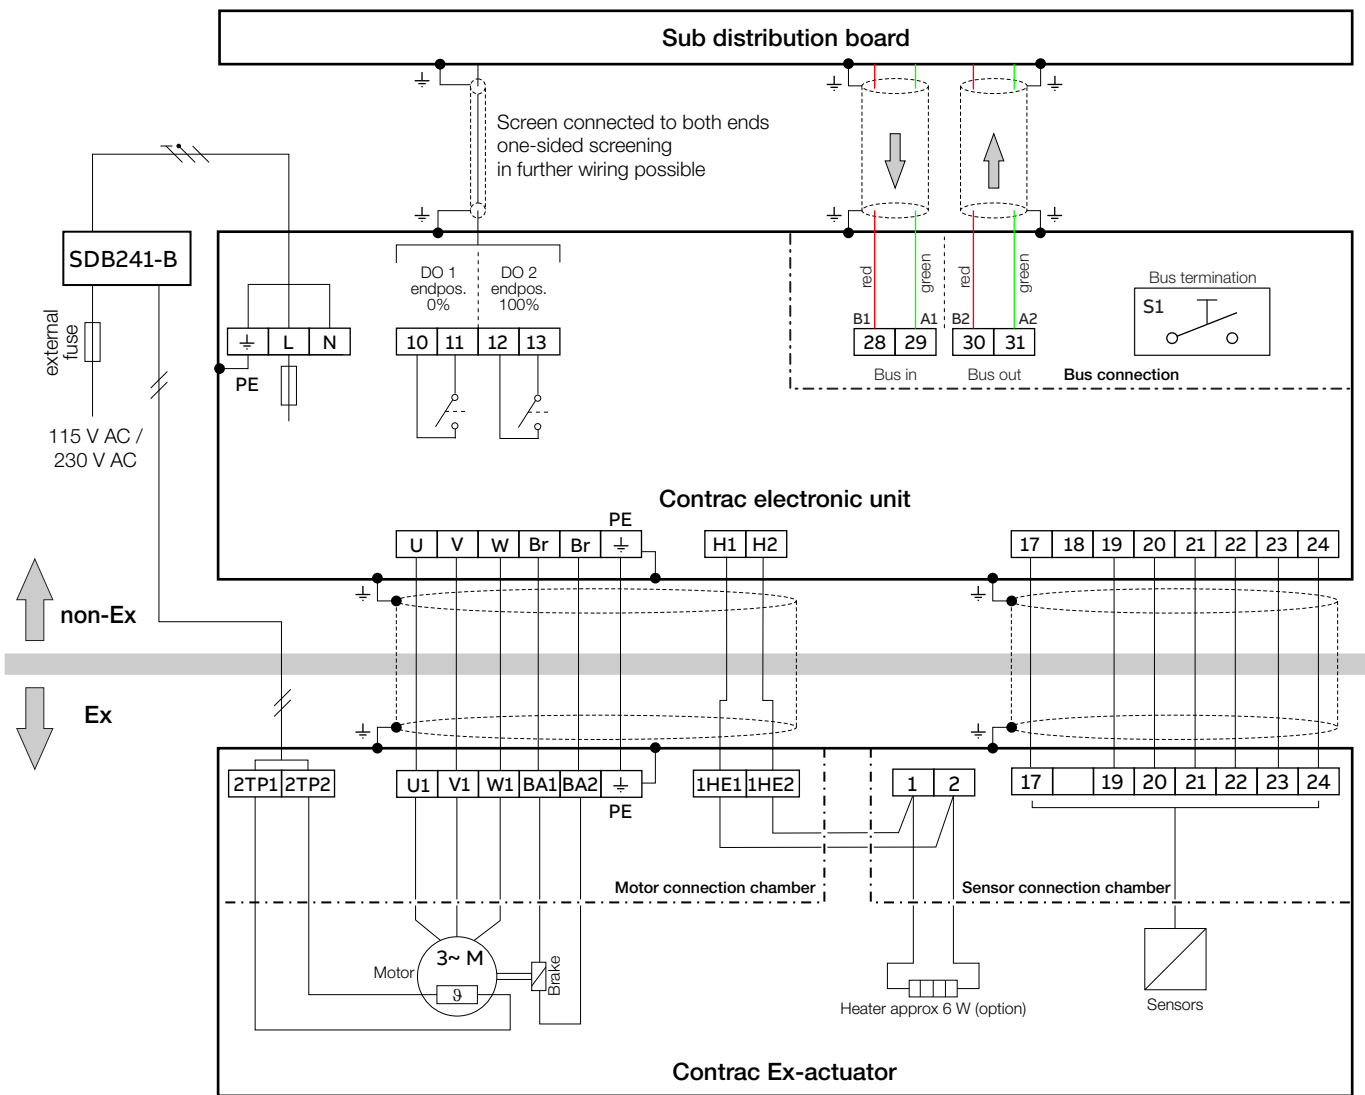 Sub distribution board
Screen connected to both ends
one-sided screening
in further wiring possible
SDB241-B
external
fuse
115 V AC /
230 V AC
L
N
PE
DO 1
endpos.
0%
DO 2
endpos.
100%
10
11
12
13
red
green
red
green
B1
A1
B2
A2
28
29
30
31
Bus in
Bus out
Bus connection
Bus termination
S1
Contrac electronic unit
PE
U
V
W
Br
Br
H1
H2
17
18
19
20
21
22
23
24
non-Ex
Ex
2TP1
2TP2
U1
V1
W1
BA1
BA2
PE
1HE1
1HE2
1
2
17
19
20
21
22
23
24
Motor connection chamber
Sensor connection chamber
Motor
3~ M
ϑ
Brake
Heater approx 6 W (option)
Sensors
Contrac Ex-actuator